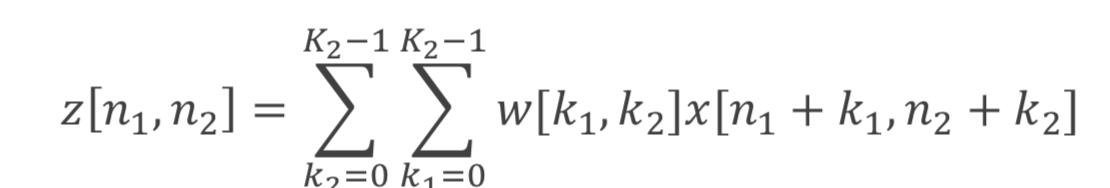 z[n₁, n₂] = ∑_{k₂=0}^{K₂−1} ∑_{k₁=0}^{K₂−1} w[k₁, k₂]x[n₁ + k₁, n₂ + k₂]